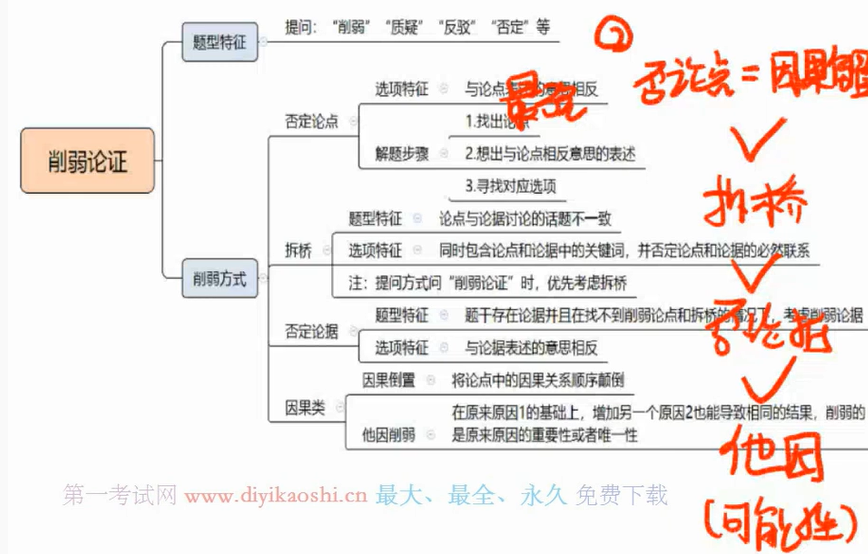 题型特征
提问：“削弱”“质疑”“反驳”“否定”等
②
否论点 = 因果倒置
削弱论证
选项特征
与论点表述的意思相反
最强
否定论点
1.找出论点
解题步骤
2.想出与论点相反意思的表述
3.寻找对应选项
拆桥
削弱方式
拆桥
题型特征
论点与论据讨论的话题不一致
选项特征
同时包含论点和论据中的关键词，并否定论点和论据的必然联系
注：提问方式问“削弱论证”时，优先考虑拆桥
否定论据
题型特征
题干存在论据并且在找不到削弱论点和拆桥的情况下，考虑削弱论据
选项特征
与论据表述的意思相反
否论据
因果类
因果倒置
将论点中的因果关系顺序颠倒
他因削弱
在原来原因1的基础上，增加另一个原因2也能导致相同的结果，削弱的
是原来原因的重要性或者唯一性
他因
(可能性)
第一考试网 www.diyikaoshi.cn 最大、最全、永久 免费下载